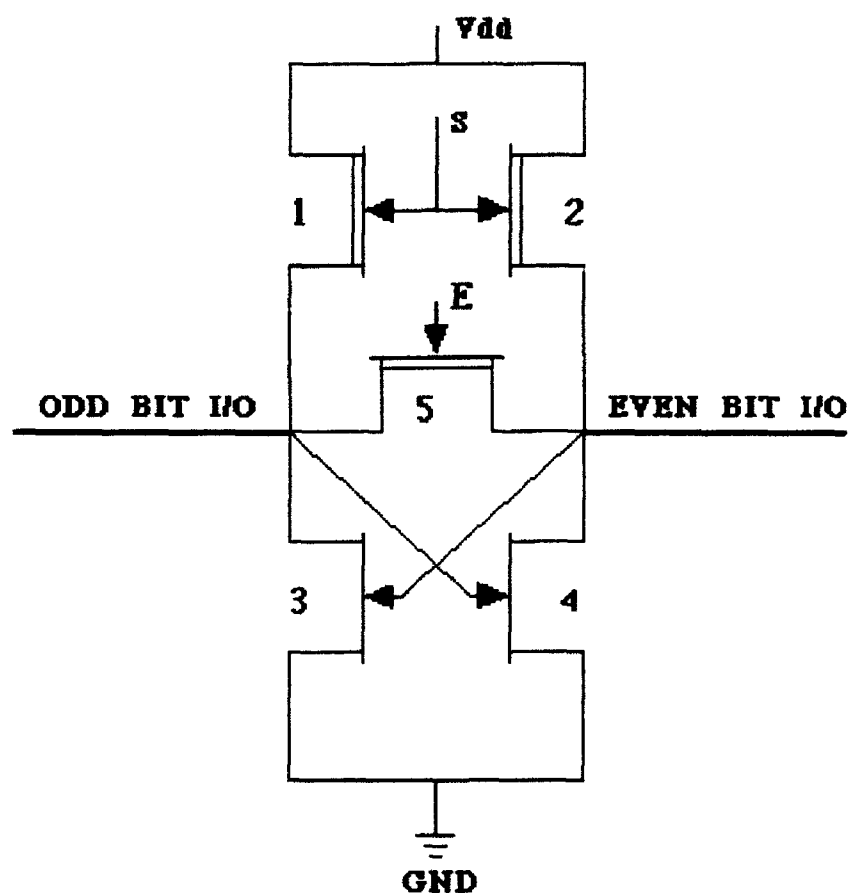 Vdd
S
1
2
E
ODD BIT I/O
5
EVEN BIT I/O
3
4
GND